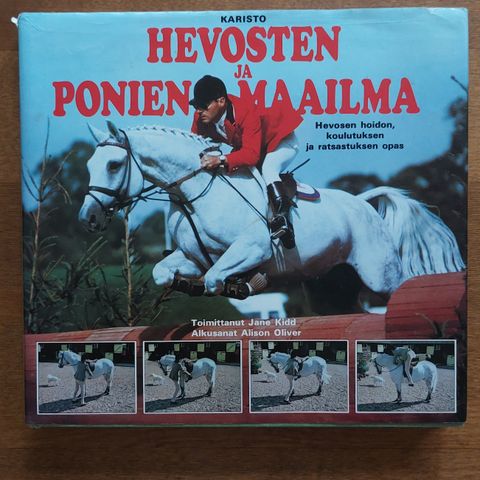 KARISTO
HEVOSTEN
JA
PONIEN MAAILMA
Hevosen hoidon,
koulutuksen
ja ratsastuksen opas
Toimittanut Jane Kidd
Alkusanat Alison Oliver